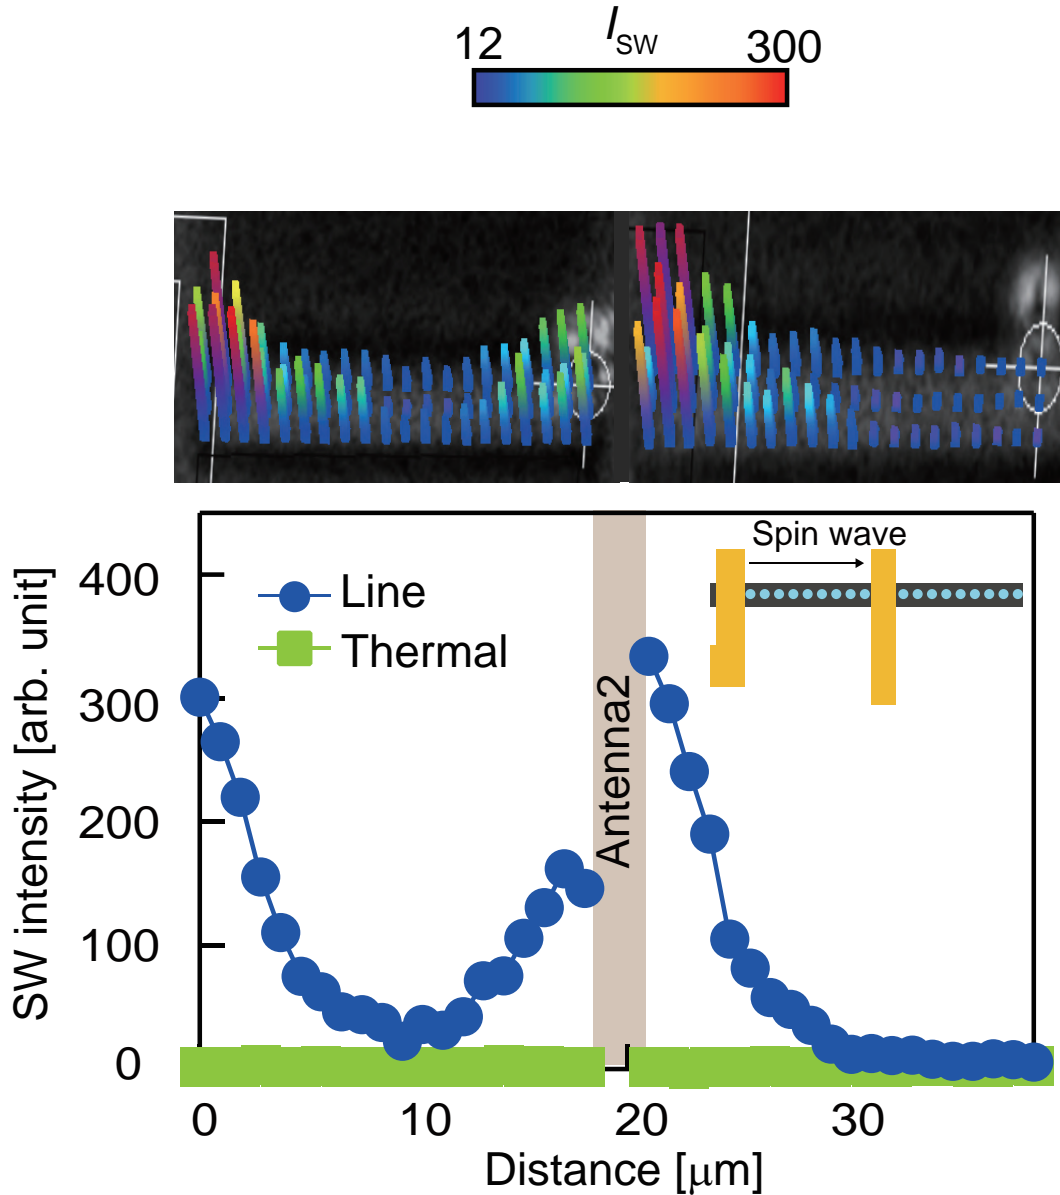 I_SW
12 300
Spin wave
Line
Thermal
Antenna2
SW intensity [arb. unit]
400
300
200
100
0
0 10 20 30
Distance [μm]